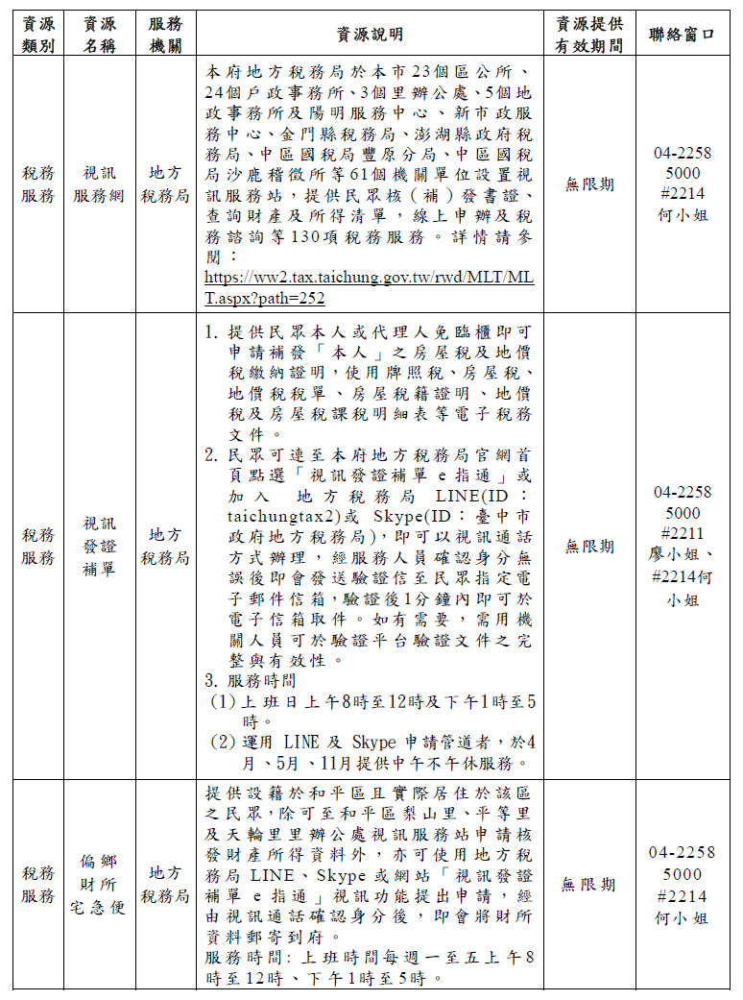 資源類別 資源名稱 服務機關 資源說明 資源提供有效期間 聯絡窗口
稅務服務
視訊服務網
地方稅務局
本府地方稅務局於本市23個區公所、
24個戶政事務所、3個里辦公處、5個地
政事務所及陽明服務中心、新市政服
務中心、金門縣稅務局、澎湖縣政府稅
務局、中區國稅局豐原分局、中區國稅
局沙鹿稽徵所等61個機關單位設置視
訊服務站，提供民眾核（補）發書證、
查詢財產及所得清單，線上申辦及稅
務諮詢等130項稅務服務。詳情請參
閱：
https://ww2.tax.taichung.gov.tw/rwd/MLT/ML
T.aspx?path=252
無限期
04-2258
5000
#2214
何小姐
稅務服務
視訊發證補單
地方稅務局
1. 提供民眾本人或代理人免臨櫃即可
申請補發「本人」之房屋稅及地價
稅繳納證明，使用牌照稅、房屋稅、
地價稅稅單、房屋稅籍證明、地價
稅及房屋稅課稅明細表等電子稅務
文件。
2. 民眾可連至本府地方稅務局官網首
頁點選「視訊發證補單 e 指通」或
加入 地方稅務局 LINE(ID：
taichungtax2)或 Skype(ID：臺中市
政府地方稅務局)，即可以視訊通話
方式辦理，經服務人員確認身分無
誤後即會發送驗證信至民眾指定電
子郵件信箱，驗證後1分鐘內即可於
電子信箱取件。如有需要，需用機
關人員可於驗證平台驗證文件之完
整與有效性。
3. 服務時間
(1)上班日上午8時至12時及下午1時至5
時。
(2)運用 LINE 及 Skype 申請管道者，於4
月、5月、11月提供中午不午休服務。
無限期
04-2258
5000
#2211
廖小姐、
#2214何
小姐
稅務服務
偏鄉財所宅急便
地方稅務局
提供設籍於和平區且實際居住於該區
之民眾，除可至和平區梨山里、平等里
及天輪里里辦公處視訊服務站申請核
發財產所得資料外，亦可使用地方稅
務局 LINE、Skype 或網站「視訊發證
補單 e 指通」視訊功能提出申請，經
由視訊通話確認身分後，即會將財所
資料郵寄到府。
服務時間: 上班時間每週一至五上午8
時至12時、下午1時至5時。
無限期
04-2258
5000
#2214
何小姐